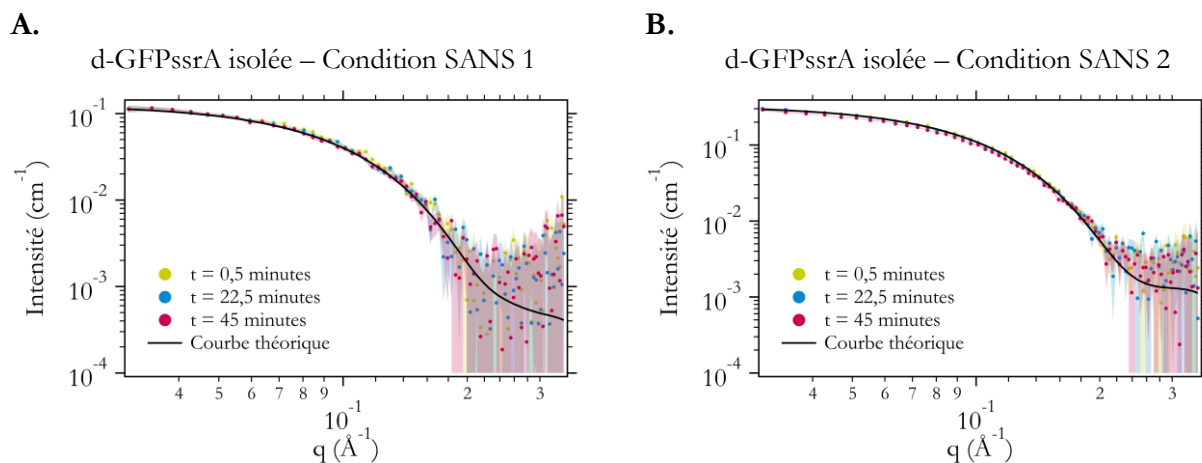 A.
d-GFPssrA isolée – Condition SANS 1
Intensité (cm⁻¹)
10⁻¹
10⁻²
10⁻³
10⁻⁴
t = 0,5 minutes
t = 22,5 minutes
t = 45 minutes
Courbe théorique
4 5 6 7 8 9 2 3
10⁻¹
q (Å⁻¹)
B.
d-GFPssrA isolée – Condition SANS 2
Intensité (cm⁻¹)
10⁻¹
10⁻²
10⁻³
10⁻⁴
t = 0,5 minutes
t = 22,5 minutes
t = 45 minutes
Courbe théorique
4 5 6 7 8 9 2 3
10⁻¹
q (Å⁻¹)